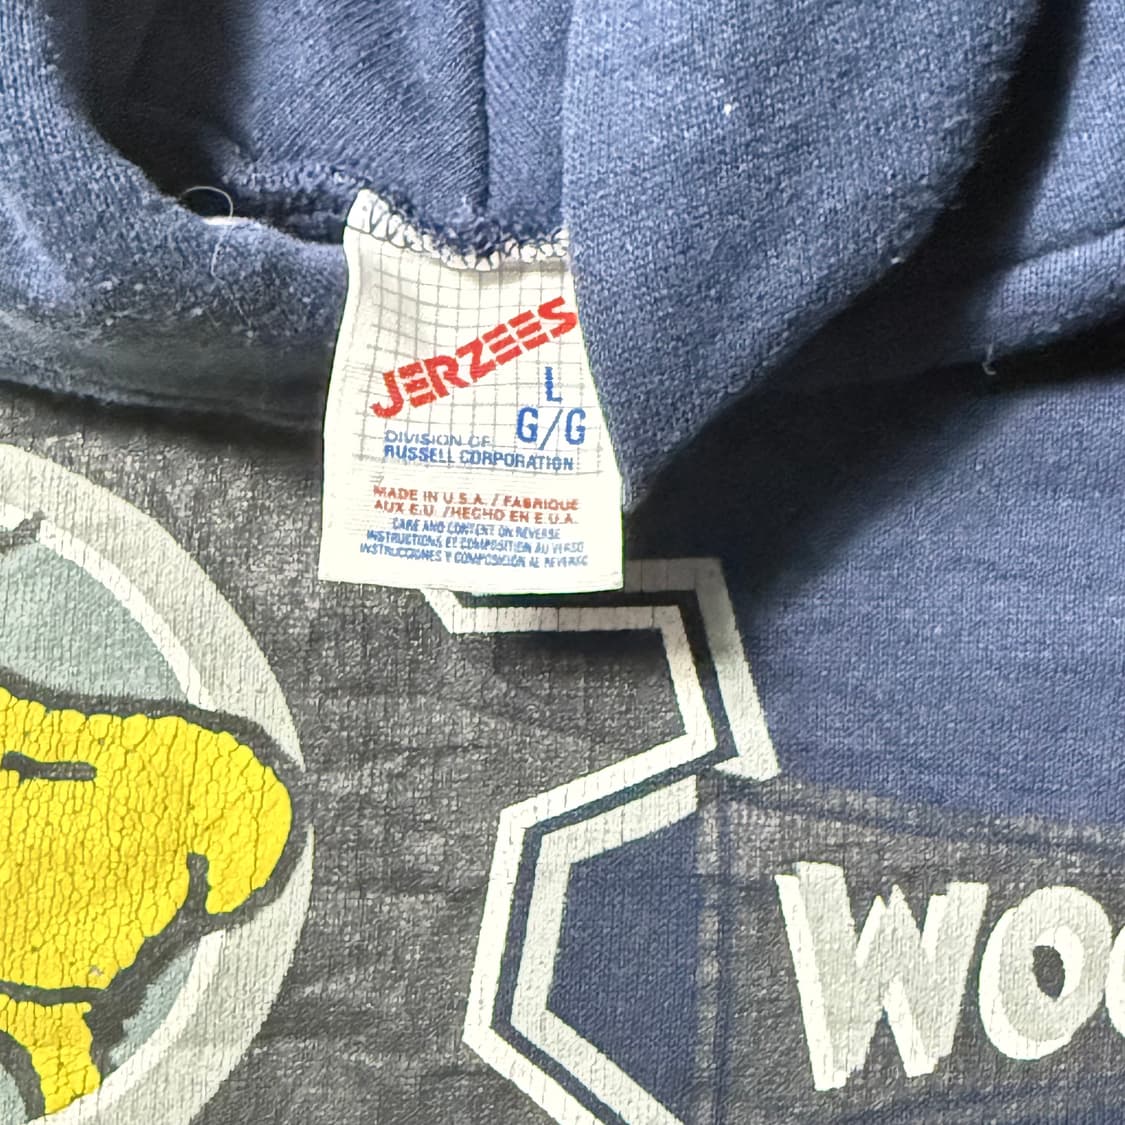 JERZEES
L
G/G
DIVISION OF
RUSSELL CORPORATION
MADE IN U.S.A. / FABRIQUE
AUX E.U. /HECHO EN E.U.A.
CARE AND CONTENT ON REVERSE
INSTRUCTIONS ET COMPOSITION AU VERSO
INSTRUCCIONES Y COMPOSICION AL REVERSO
WOO